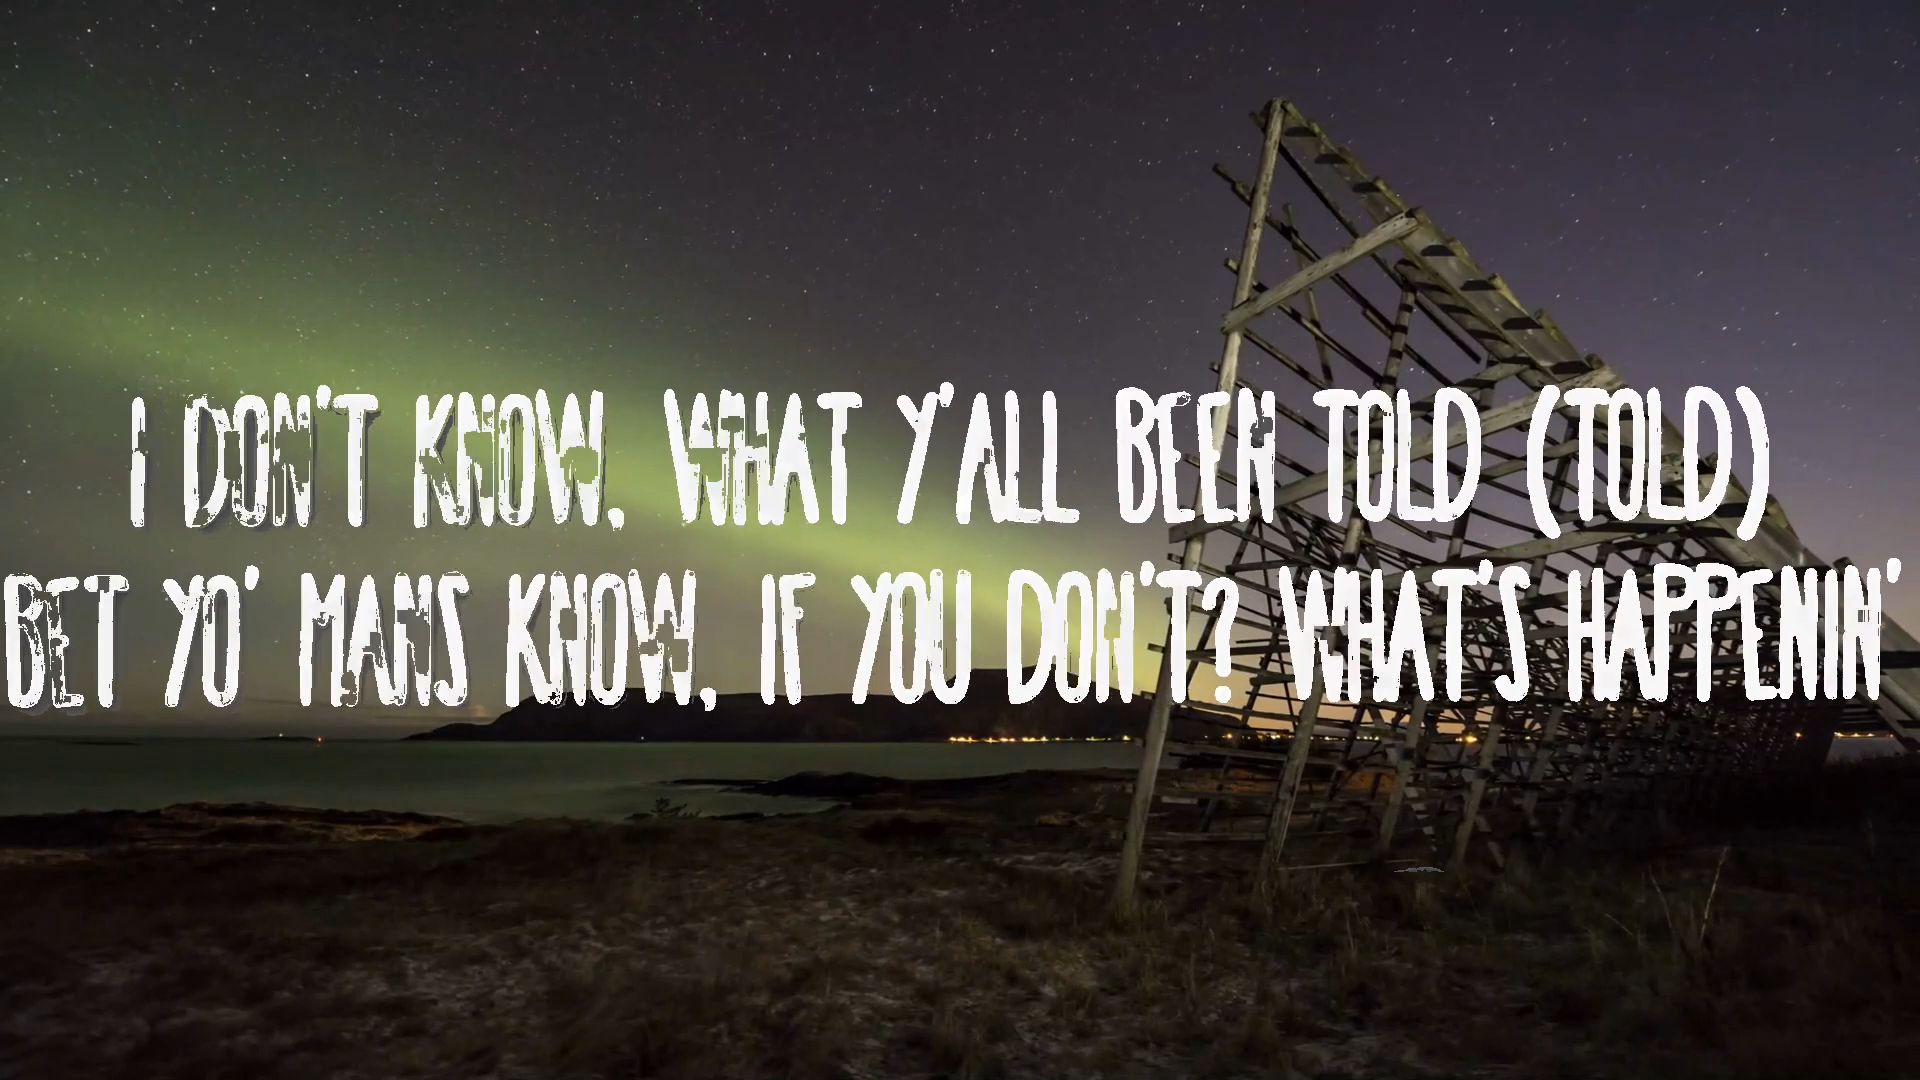 I DON'T KNOW, WHAT Y'ALL BEEN TOLD (TOLD)
BET YO' MANS KNOW, IF YOU DON'T? WHAT'S HAPPENIN'